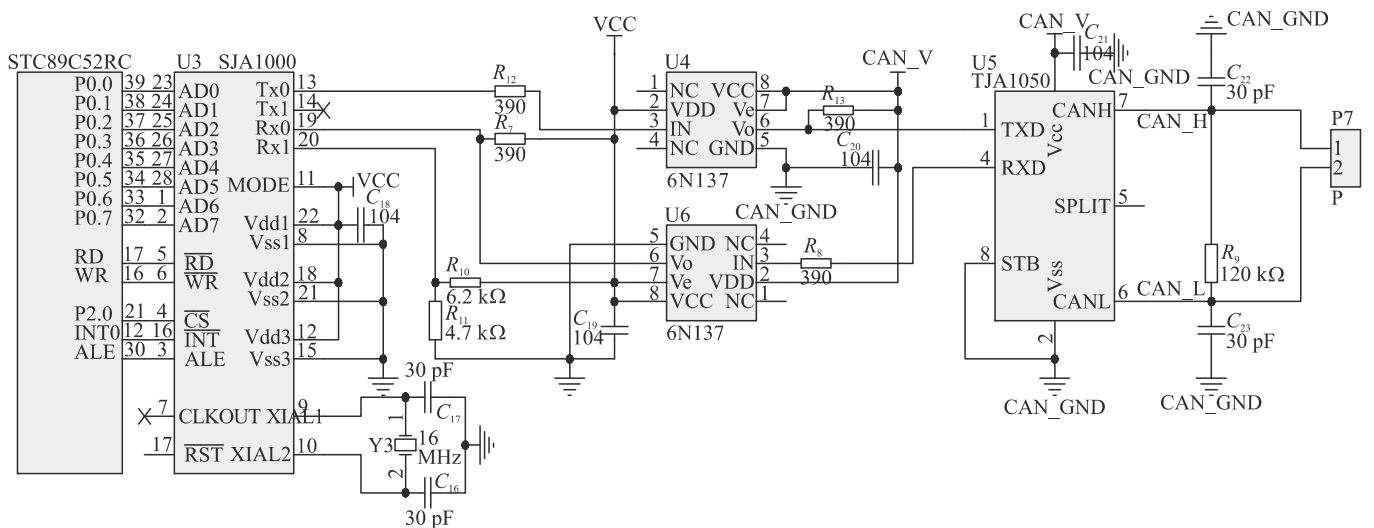 STC89C52RC
P0.0 39
P0.1 38
P0.2 37
P0.3 36
P0.4 35
P0.5 34
P0.6 33
P0.7 32
RD 17
WR 16
P2.0 21
INT0 12
ALE 30
U3 SJA1000
23 AD0 Tx0 13
24 AD1 Tx1 14
25 AD2 Rx0 19
26 AD3 Rx1 20
27 AD4
28 AD5 MODE 11
1 AD6
2 AD7 Vdd1 22
Vss1 8
5 RD
6 WR Vdd2 18
Vss2 21
4 CS
16 INT Vdd3 12
3 ALE Vss3 15
7 CLKOUT XIAL1 9
17 RST XIAL2 10
VCC
C18
104
R12
390
R7
390
R10
6.2 kΩ
R11
4.7 kΩ
30 pF
C17
1
Y3 16
MHz
2
C16
30 pF
VCC
C19
104
U4
1 NC VCC 8
2 VDD Ve 7
3 IN Vo 6
4 NC GND 5
6N137
CAN_V
R13
390
C20
104
CAN_GND
U6
5 GND NC 4
6 Vo IN 3
7 Ve VDD 2
8 VCC NC 1
6N137
R8
390
CAN_V
C21
104
CAN_GND
U5
TJA1050
1 TXD Vcc CANH 7
4 RXD
SPLIT 5
8 STB Vss
CANL 6
2
CAN_GND
CAN_GND
C22
30 pF
CAN_H
R9
120 kΩ
CAN_L
C23
30 pF
CAN_GND
P7
1
2
P